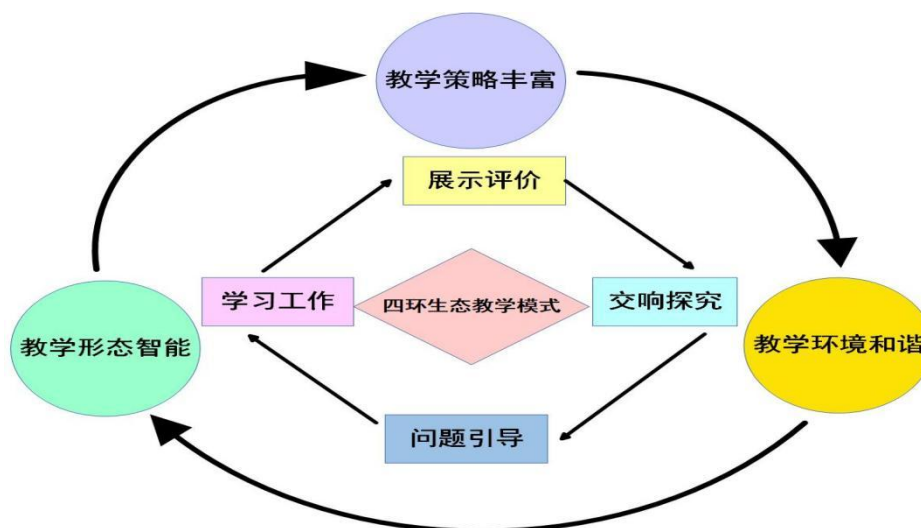 教学策略丰富
展示评价
学习工作
四环生态教学模式
交响探究
教学形态智能
教学环境和谐
问题引导